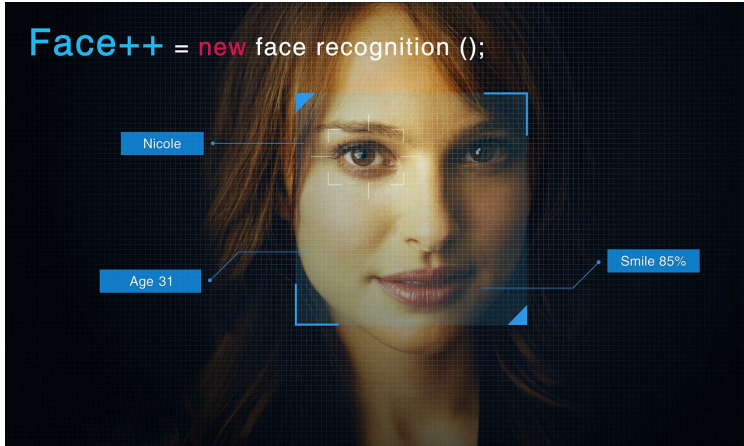 Face++ = new face recognition ();
Nicole
Age 31
Smile 85%